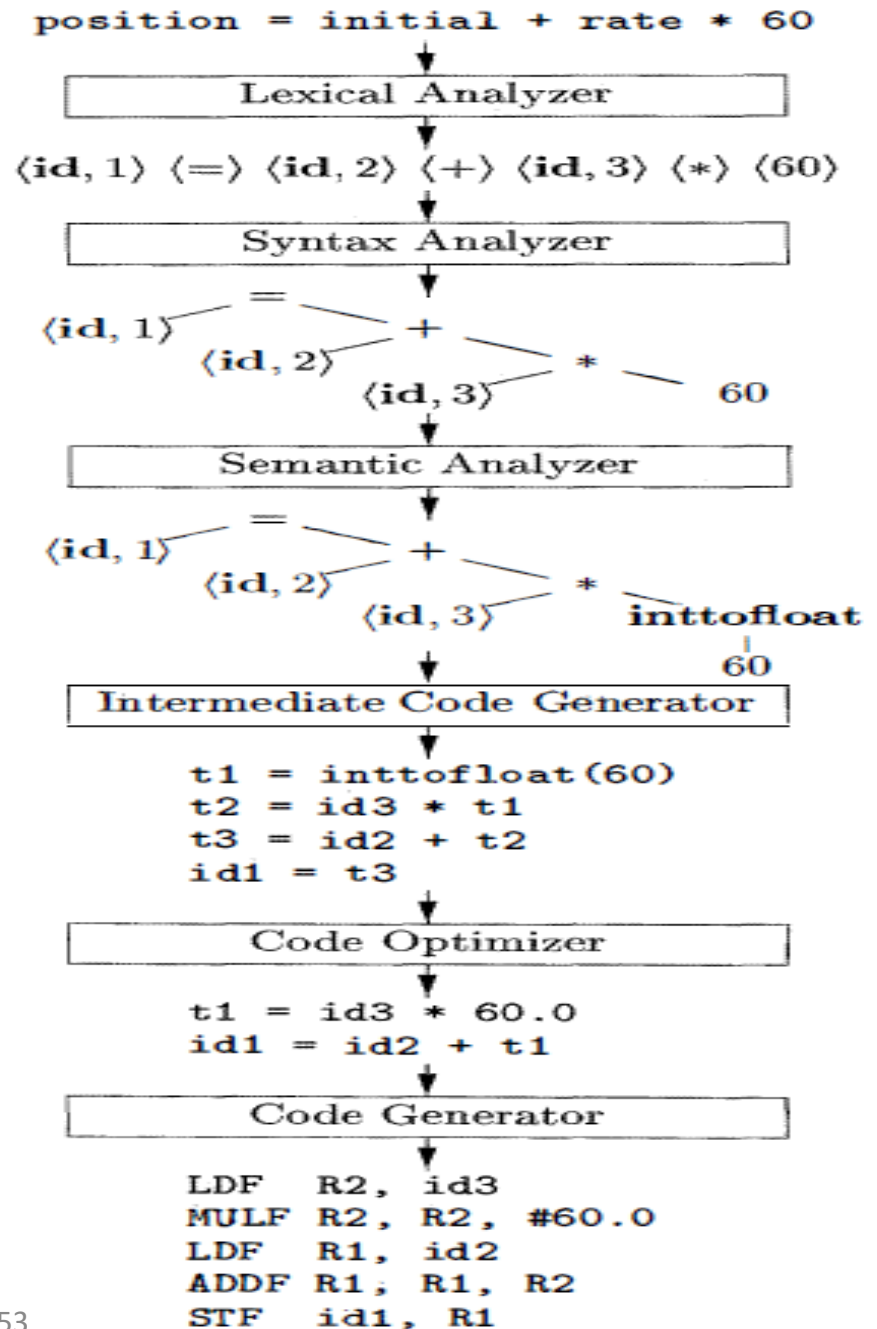 position = initial + rate * 60
Lexical Analyzer
⟨id, 1⟩ ⟨=⟩ ⟨id, 2⟩ ⟨+⟩ ⟨id, 3⟩ ⟨*⟩ ⟨60⟩
Syntax Analyzer
=
⟨id, 1⟩ +
⟨id, 2⟩ *
⟨id, 3⟩ 60
Semantic Analyzer
=
⟨id, 1⟩ +
⟨id, 2⟩ *
⟨id, 3⟩ inttofloat
60
Intermediate Code Generator
t1 = inttofloat(60)
t2 = id3 * t1
t3 = id2 + t2
id1 = t3
Code Optimizer
t1 = id3 * 60.0
id1 = id2 + t1
Code Generator
LDF R2, id3
MULF R2, R2, #60.0
LDF R1, id2
ADDF R1, R1, R2
STF id1, R1
53